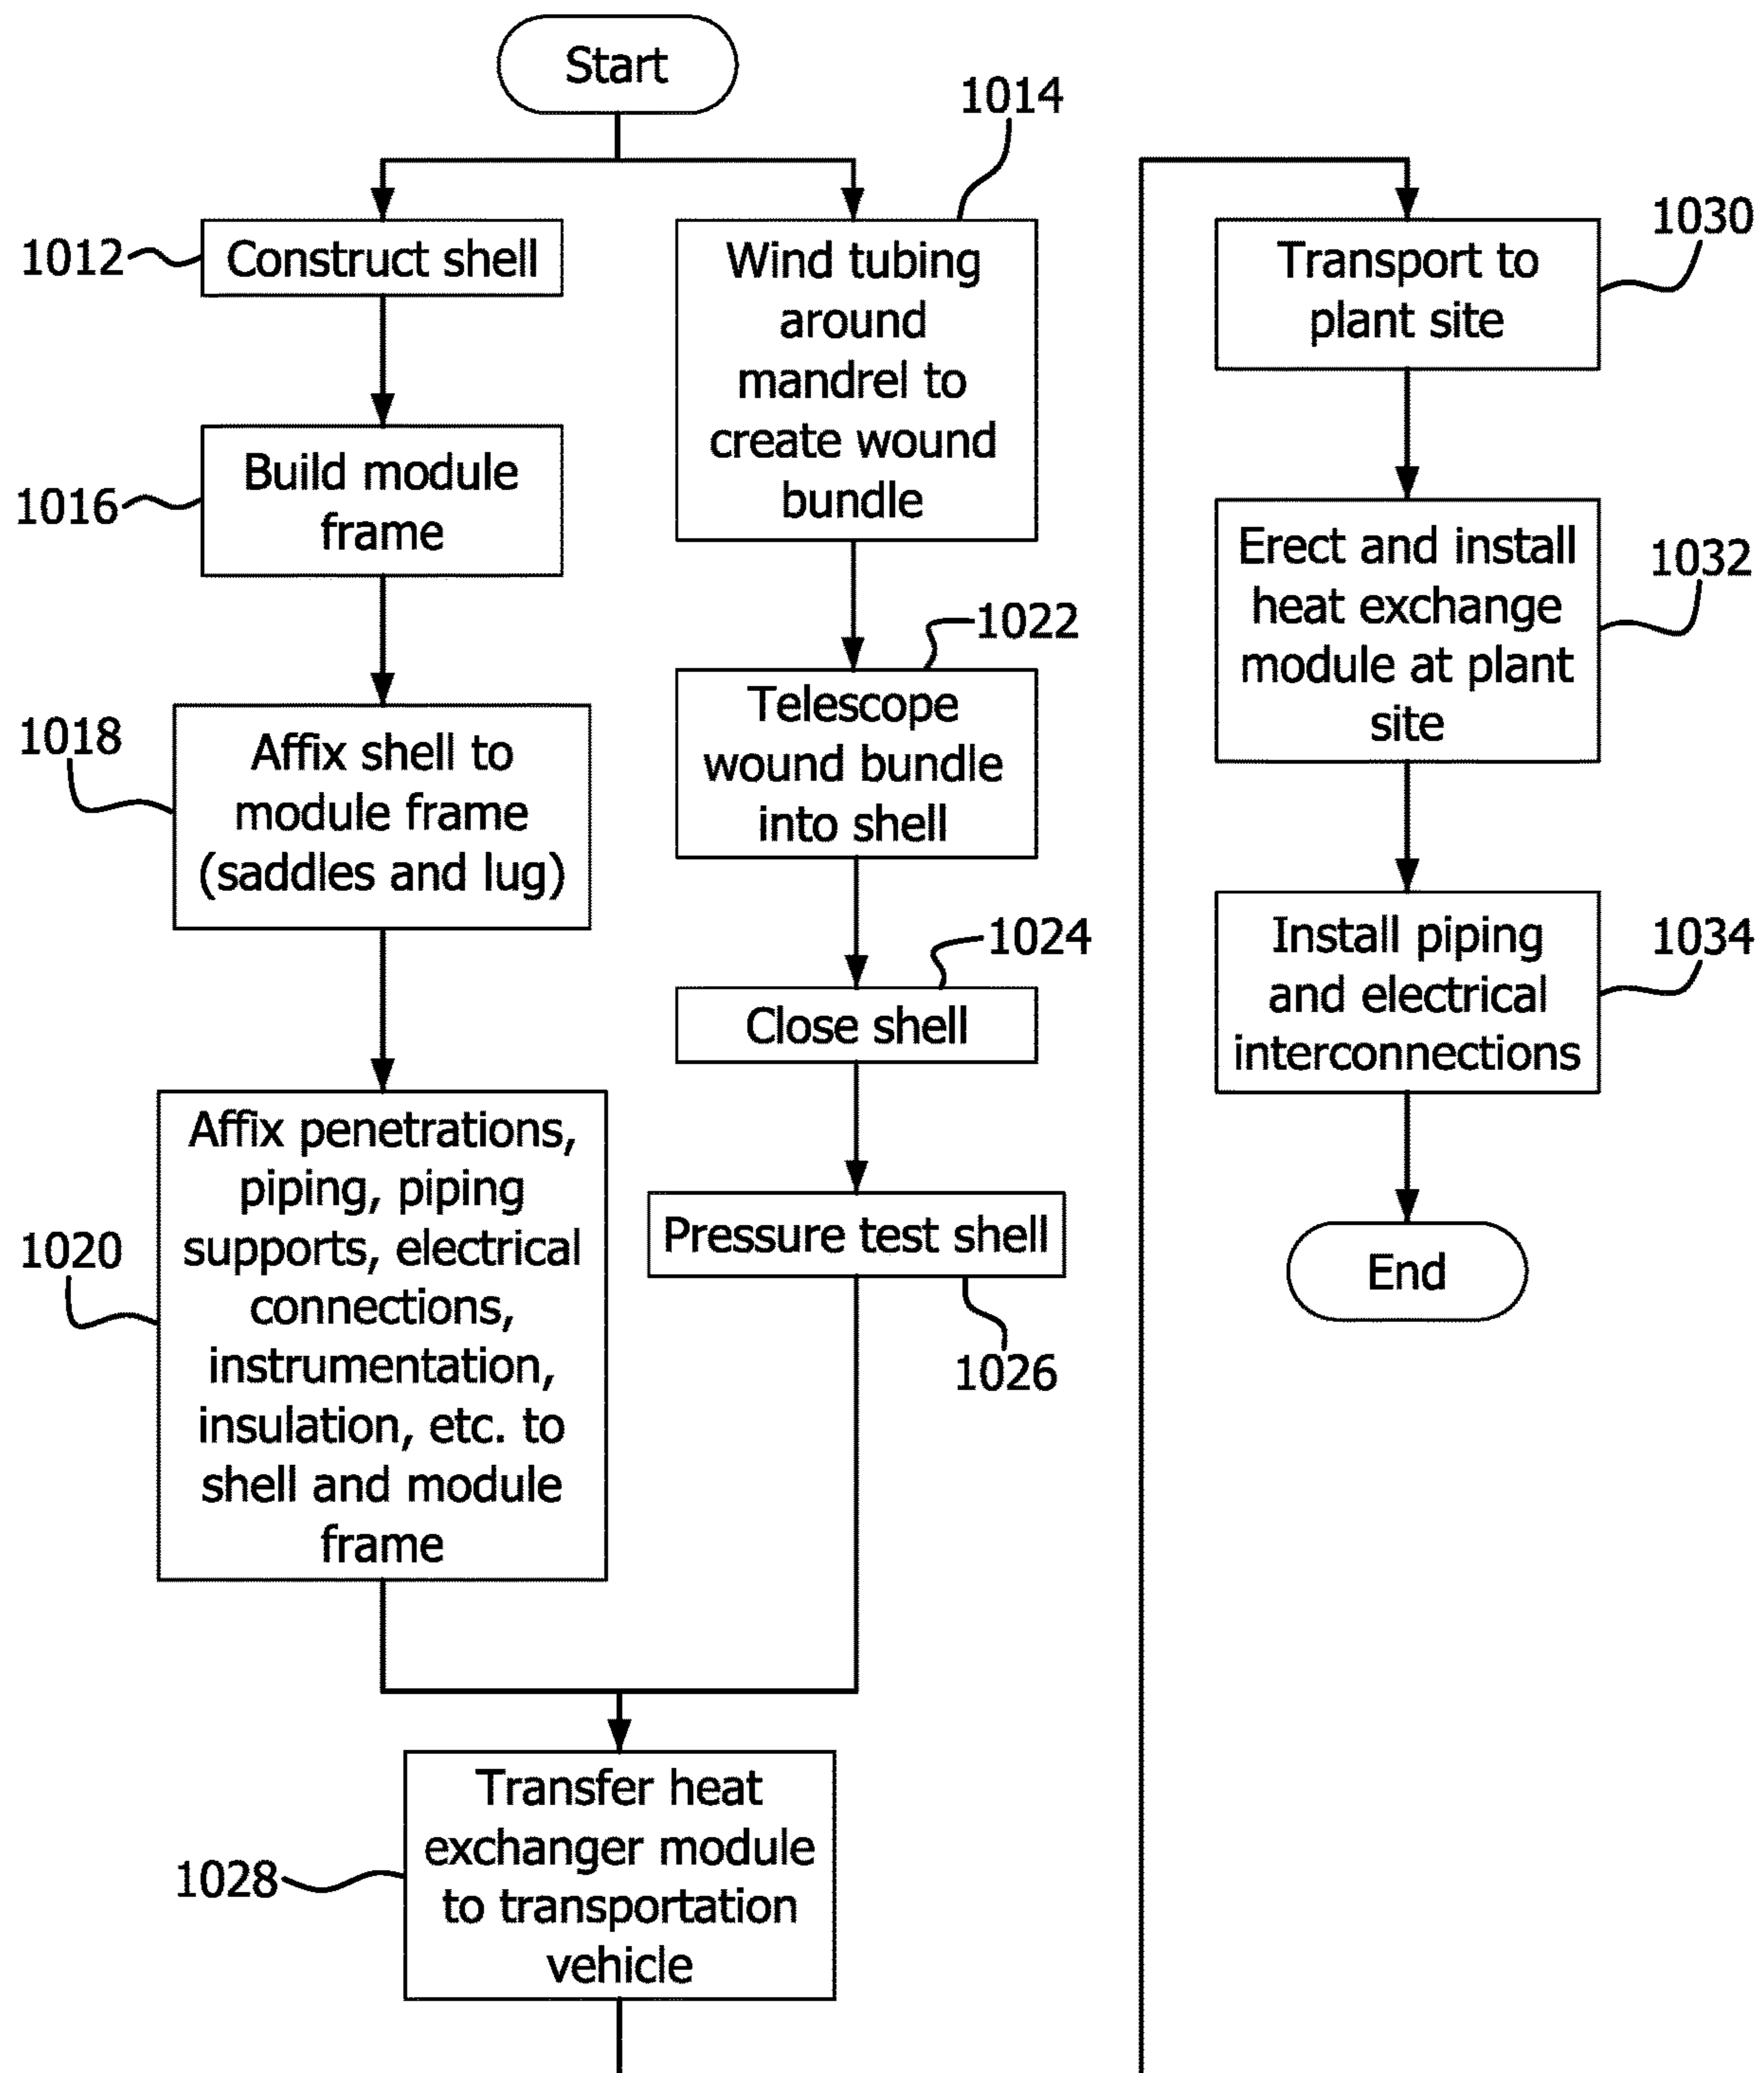 Start
1012
Construct shell
1016
Build module
frame
1018
Affix shell to
module frame
(saddles and lug)
1020
Affix penetrations,
piping, piping
supports, electrical
connections,
instrumentation,
insulation, etc. to
shell and module
frame
1014
Wind tubing
around
mandrel to
create wound
bundle
1022
Telescope
wound bundle
into shell
1024
Close shell
Pressure test shell
1026
1028
Transfer heat
exchanger module
to transportation
vehicle
1030
Transport to
plant site
1032
Erect and install
heat exchange
module at plant
site
1034
Install piping
and electrical
interconnections
End